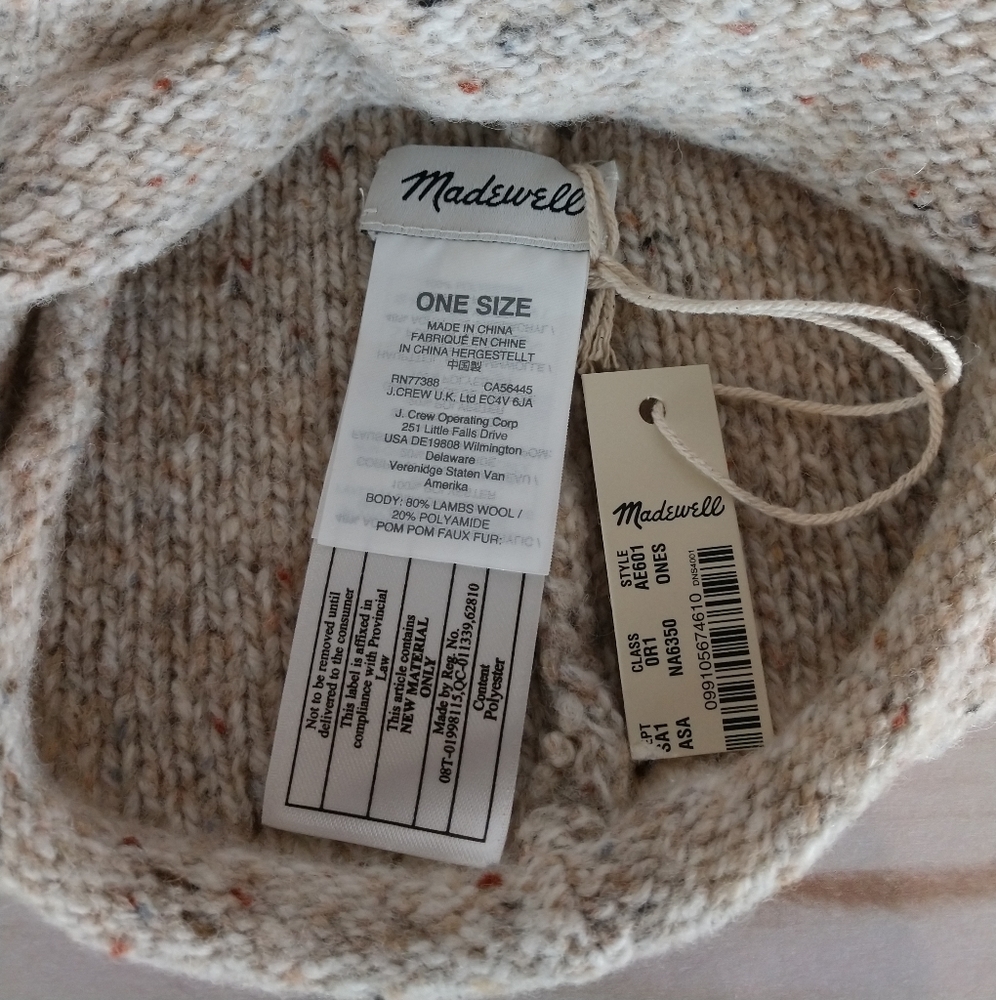 Madewell
ONE SIZE
MADE IN CHINA
FABRIQUÉ EN CHINE
IN CHINA HERGESTELLT
中国製
RN77388 CA56445
J.CREW U.K. Ltd EC4V 6JA
J. Crew Operating Corp
251 Little Falls Drive
USA DE19808 Wilmington
Delaware
Verenidge Staten Van
Amerika
BODY: 80% LAMBS WOOL /
20% POLYAMIDE
POM POM FAUX FUR:
Not to be removed until
delivered to the consumer
This label is affixed in
compliance with Provincial
Law
This article contains
NEW MATERIAL
ONLY
Made by Reg. No.
08T-01998115,QC-011339,62810
Content
Polyester
Madewell
STYLE
AE601
ONES
CLASS
0R1
NA6350
ASA
099105674610 DNS4001